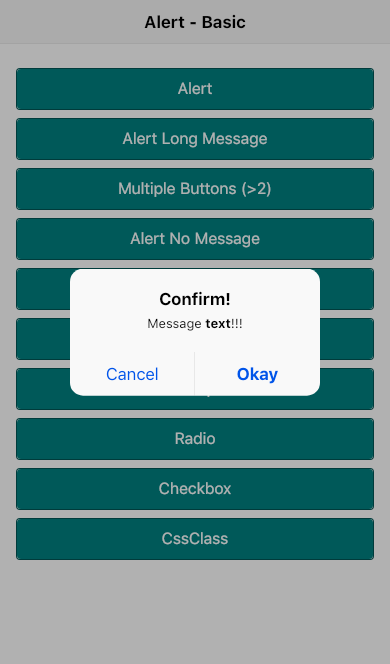 Alert - Basic
Alert
Alert Long Message
Multiple Buttons (>2)
Alert No Message
Confirm!
Message text!!!
Cancel
Okay
Radio
Checkbox
CssClass